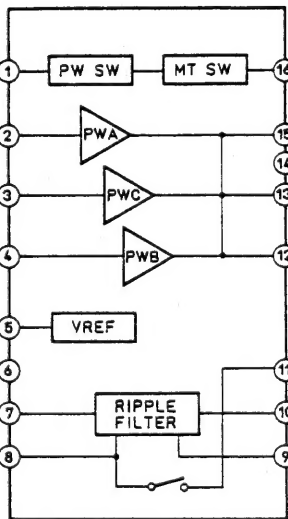 1 PW SW MT SW 16
2 PWA 15
14
3 PWC 13
4 PWB 12
5 VREF
6 11
7 RIPPLE FILTER 10
8 9